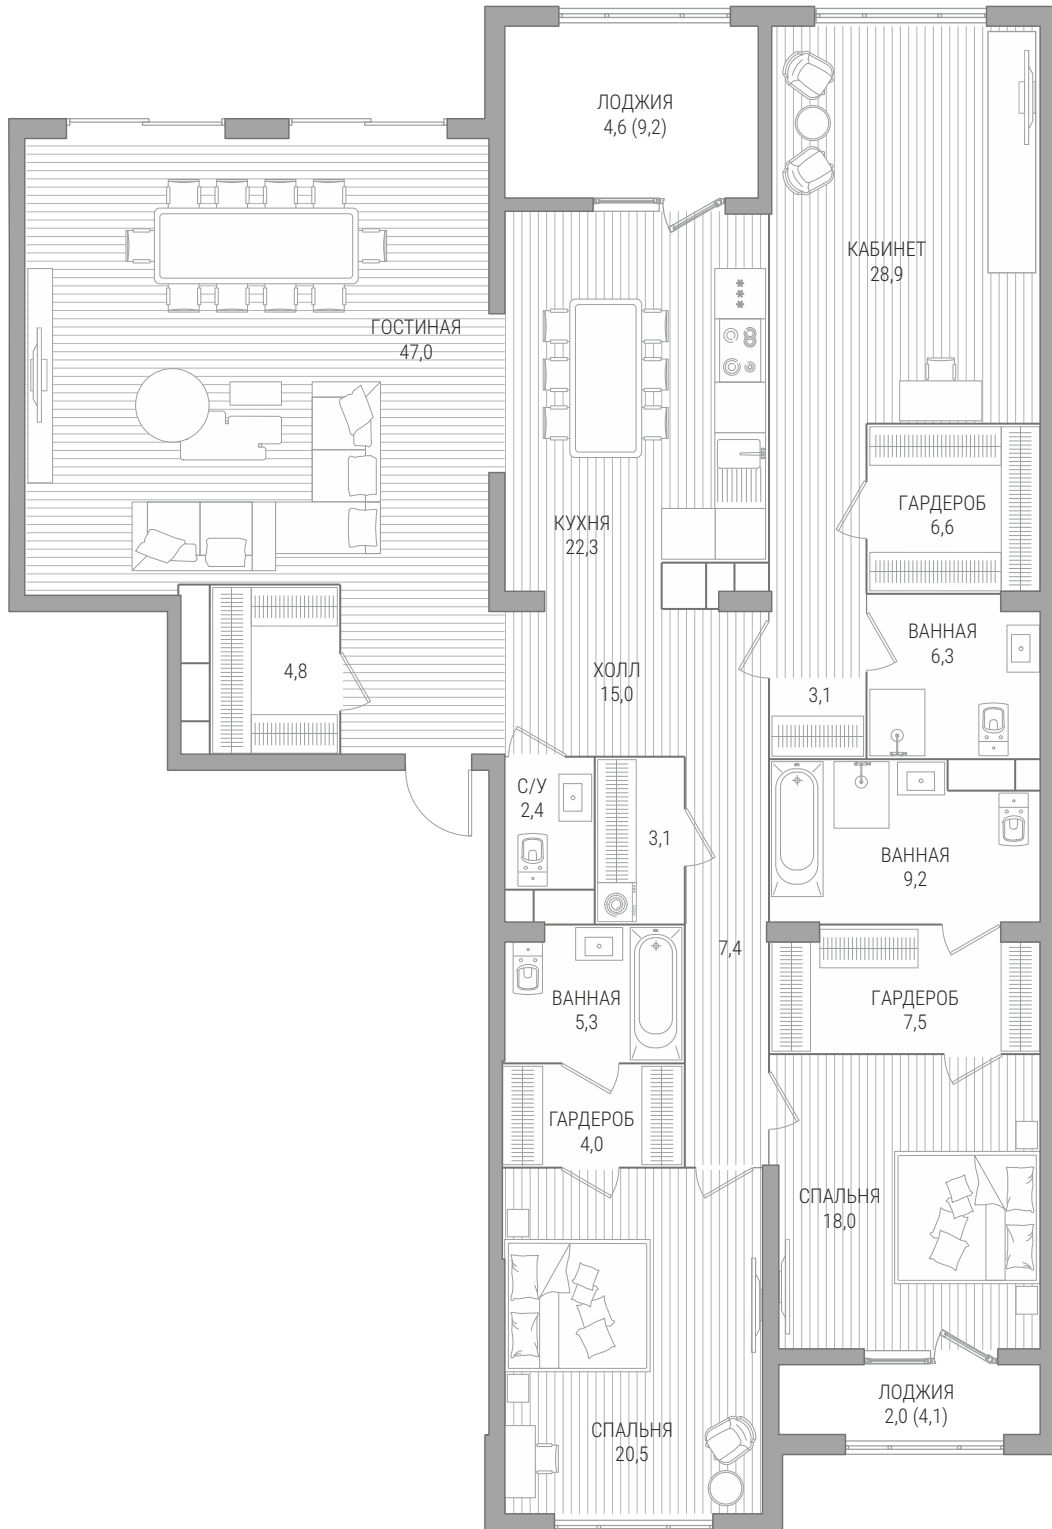 ЛОДЖИЯ
4,6 (9,2)
КАБИНЕТ
28,9
ГОСТИНАЯ
47,0
ГАРДЕРОБ
6,6
КУХНЯ
22,3
ВАННАЯ
6,3
4,8
ХОЛЛ
15,0
3,1
С/У
2,4
3,1
ВАННАЯ
9,2
7,4
ВАННАЯ
5,3
ГАРДЕРОБ
7,5
ГАРДЕРОБ
4,0
СПАЛЬНЯ
18,0
ЛОДЖИЯ
2,0 (4,1)
СПАЛЬНЯ
20,5